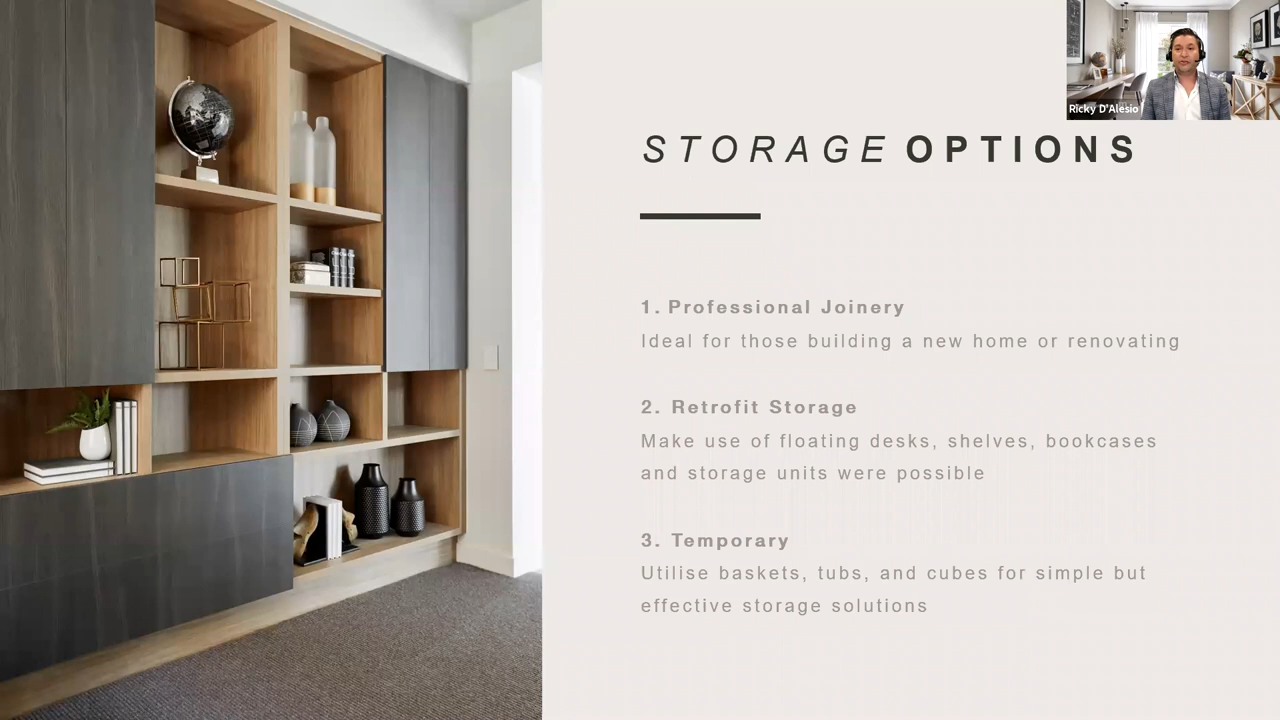 Ricky D'Alesio
STORAGE OPTIONS
1. Professional Joinery
Ideal for those building a new home or renovating
2. Retrofit Storage
Make use of floating desks, shelves, bookcases
and storage units were possible
3. Temporary
Utilise baskets, tubs, and cubes for simple but
effective storage solutions